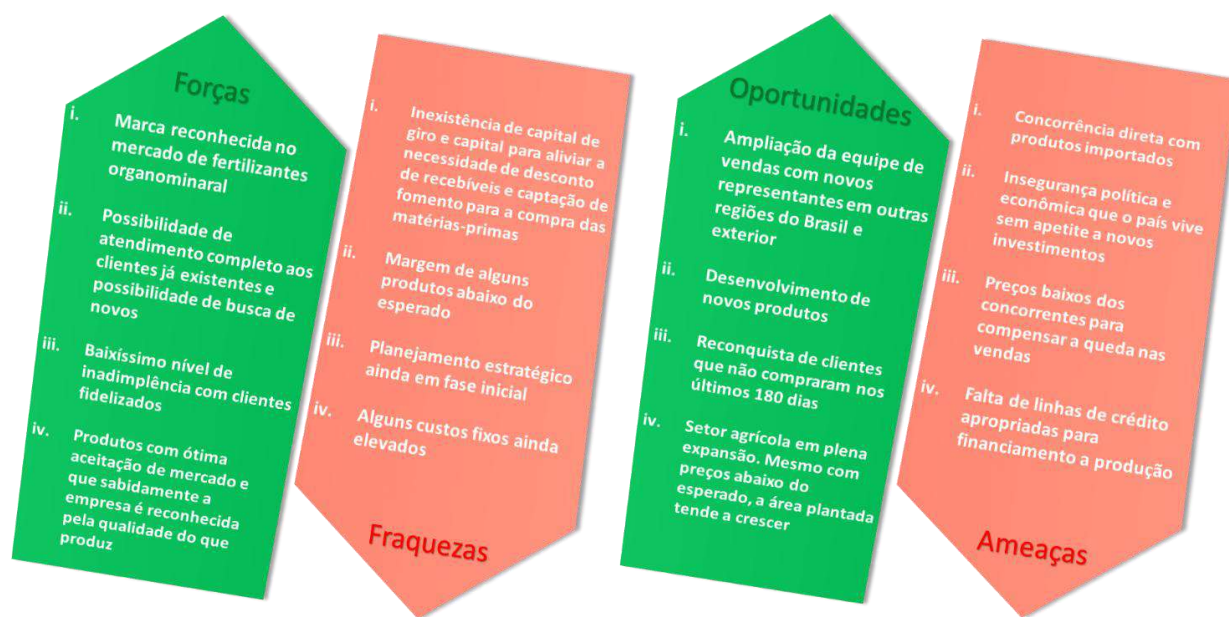 Forças
i. Marca reconhecida no
mercado de fertilizantes
organominaral
ii. Possibilidade de
atendimento completo aos
clientes já existentes e
possibilidade de busca de
novos
iii. Baixíssimo nível de
inadimplência com clientes
fidelizados
iv. Produtos com ótima
aceitação de mercado e
que sabidamente a
empresa é reconhecida
pela qualidade do que
produz
i. Inexistência de capital de
giro e capital para aliviar a
necessidade de desconto
de recebíveis e captação de
fomento para a compra das
matérias-primas
ii. Margem de alguns
produtos abaixo do
esperado
iii. Planejamento estratégico
ainda em fase inicial
iv. Alguns custos fixos ainda
elevados
Fraquezas
Oportunidades
i. Ampliação da equipe de
vendas com novos
representantes em outras
regiões do Brasil e
exterior
ii. Desenvolvimento de
novos produtos
iii. Reconquista de clientes
que não compraram nos
últimos 180 dias
iv. Setor agrícola em plena
expansão. Mesmo com
preços abaixo do
esperado, a área plantada
tende a crescer
i. Concorrência direta com
produtos importados
ii. Insegurança política e
econômica que o país vive
sem apetite a novos
investimentos
iii. Preços baixos dos
concorrentes para
compensar a queda nas
vendas
iv. Falta de linhas de crédito
apropriadas para
financiamento a produção
Ameaças